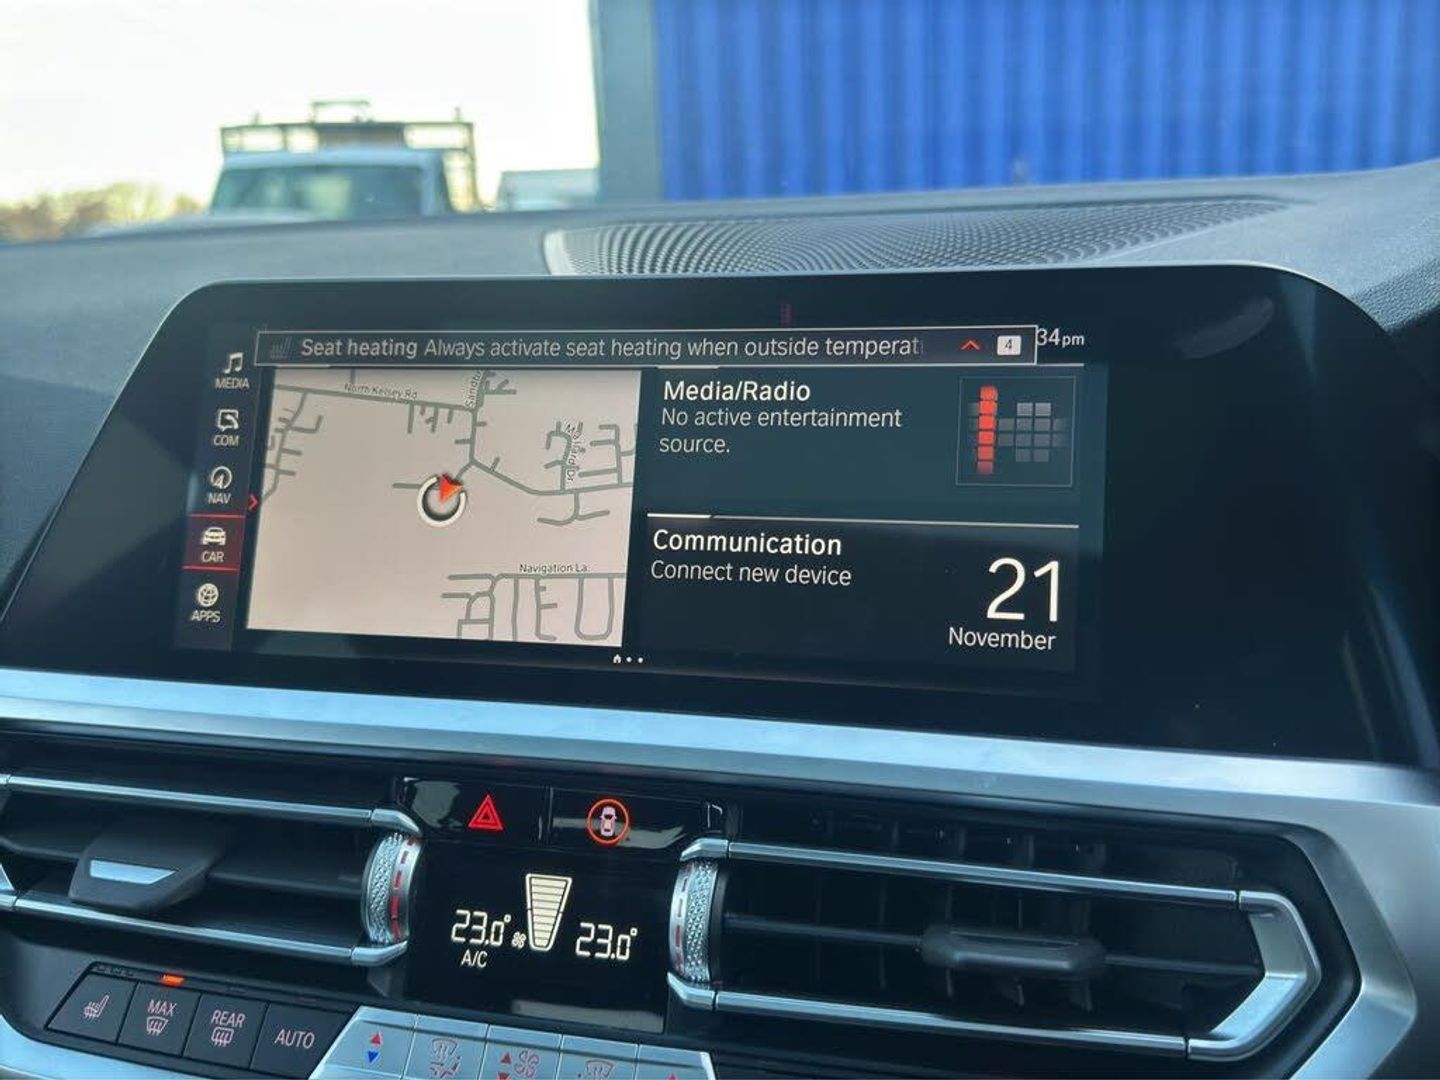 Seat heating Always activate seat heating when outside temperat
4
34pm
MEDIA
COM
NAV
CAR
APPS
North Kelsey Rd.
Navigation La.
Media/Radio
No active entertainment
source.
Communication
Connect new device
21
November
23.0°
A/C
23.0°
MAX
REAR
AUTO